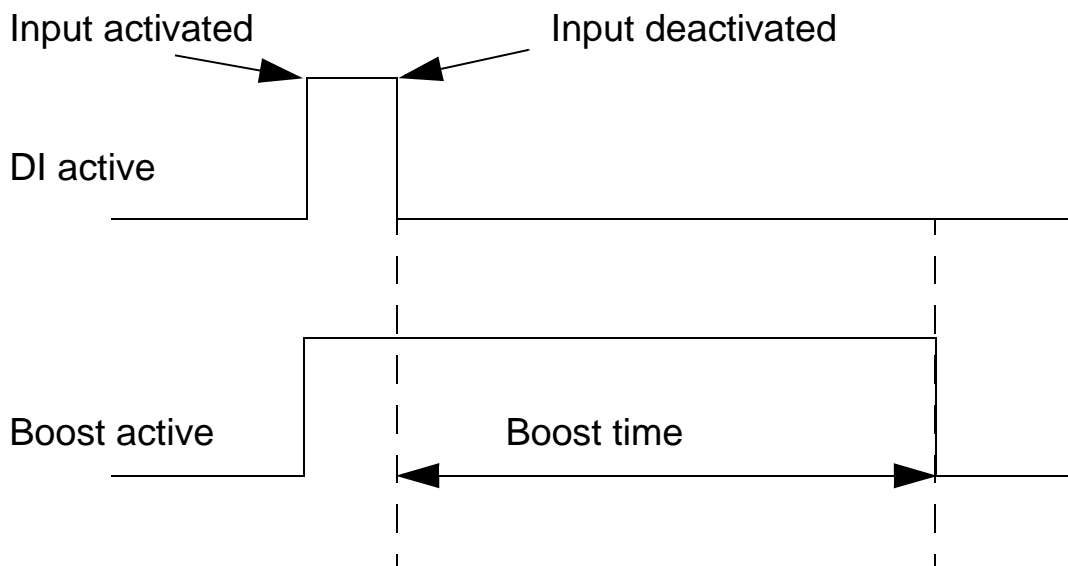 Input activated
Input deactivated
DI active
Boost active
Boost time